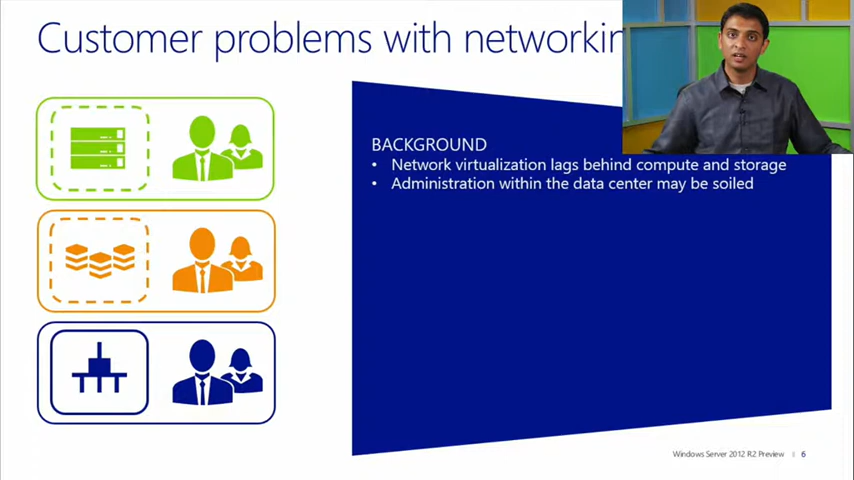 Customer problems with networkin
BACKGROUND
• Network virtualization lags behind compute and storage
• Administration within the data center may be soiled
Windows Server 2012 R2 Preview | 6